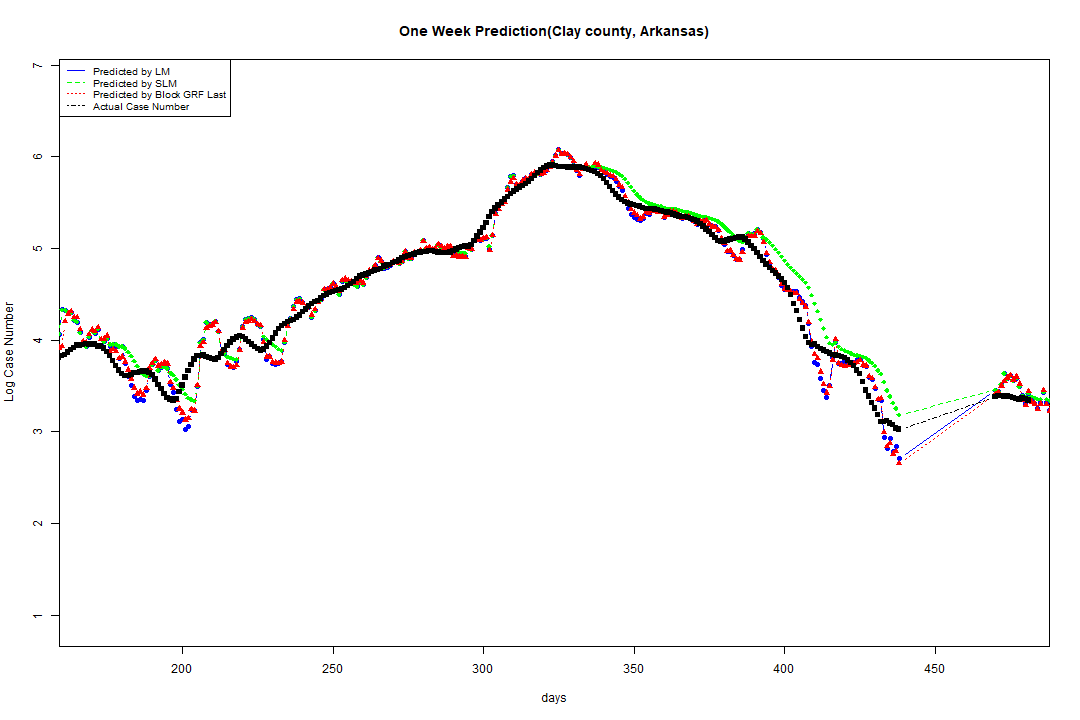 One Week Prediction(Clay county, Arkansas)
Predicted by LM
Predicted by SLM
Predicted by Block GRF Last
Actual Case Number
7
6
5
4
3
2
1
Log Case Number
200 250 300 350 400 450
days